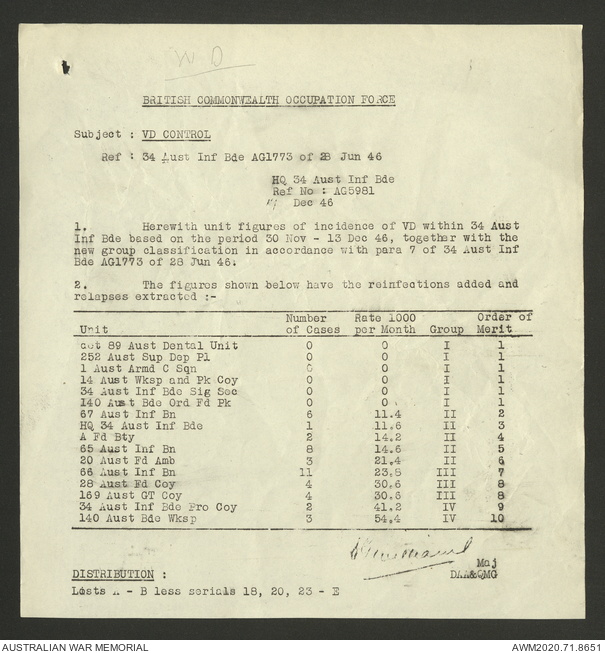 W D
BRITISH COMMONWEALTH OCCUPATION FORCE
Subject : VD CONTROL
Ref : 34 Aust Inf Bde AG1773 of 28 Jun 46
HQ 34 Aust Inf Bde
Ref No : AG5981
Dec 46
1. Herewith unit figures of incidence of VD within 34 Aust
Inf Bde based on the period 30 Nov - 13 Dec 46, together with the
new group classification in accordance with para 7 of 34 Aust Inf
Bde AG1773 of 28 Jun 46.
2. The figures shown below have the reinfections added and
relapses extracted :-
Number Rate 1000 Order of
Unit of Cases per Month Group Merit
det 89 Aust Dental Unit 0 0 I 1
252 Aust Sup Dep Pl 0 0 I 1
1 Aust Armd C Sqn 0 0 I 1
14 Aust Wksp and Pk Coy 0 0 I 1
34 Aust Inf Bde Sig Sec 0 0 I 1
140 Aust Bde Ord Fd Pk 0 0 I 1
67 Aust Inf Bn 6 11.4 II 2
HQ 34 Aust Inf Bde 1 11.6 II 3
A Fd Bty 2 14.2 II 4
65 Aust Inf Bn 8 14.6 II 5
20 Aust Fd Amb 3 21.4 II 6
66 Aust Inf Bn 11 23.8 III 7
28 Aust Fd Coy 4 30.6 III 8
169 Aust GT Coy 4 30.6 III 8
34 Aust Inf Bde Pro Coy 2 41.2 IV 9
140 Aust Bde Wksp 3 54.4 IV 10
Maj
DAA&QMG
DISTRIBUTION :
Lists A - B less serials 18, 20, 23 - E
AUSTRALIAN WAR MEMORIAL
AWM2020.71.8651